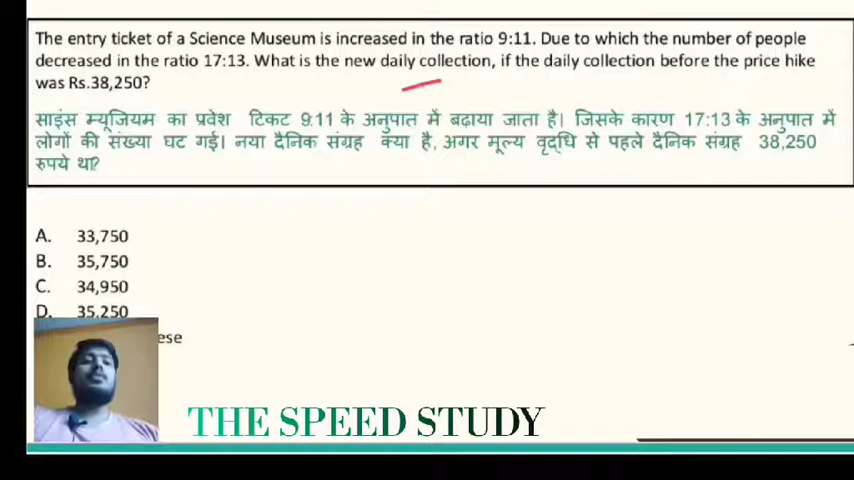 The entry ticket of a Science Museum is increased in the ratio 9:11. Due to which the number of people
decreased in the ratio 17:13. What is the new daily collection, if the daily collection before the price hike
was Rs.38,250?
साइंस म्यूजियम का प्रवेश टिकट 9:11 के अनुपात में बढ़ाया जाता है। जिसके कारण 17:13 के अनुपात में
लोगों की संख्या घट गई। नया दैनिक संग्रह क्या है, अगर मूल्य वृद्धि से पहले दैनिक संग्रह 38,250
रुपये था?
A. 33,750
B. 35,750
C. 34,950
D. 35,250
ese
THE SPEED STUDY